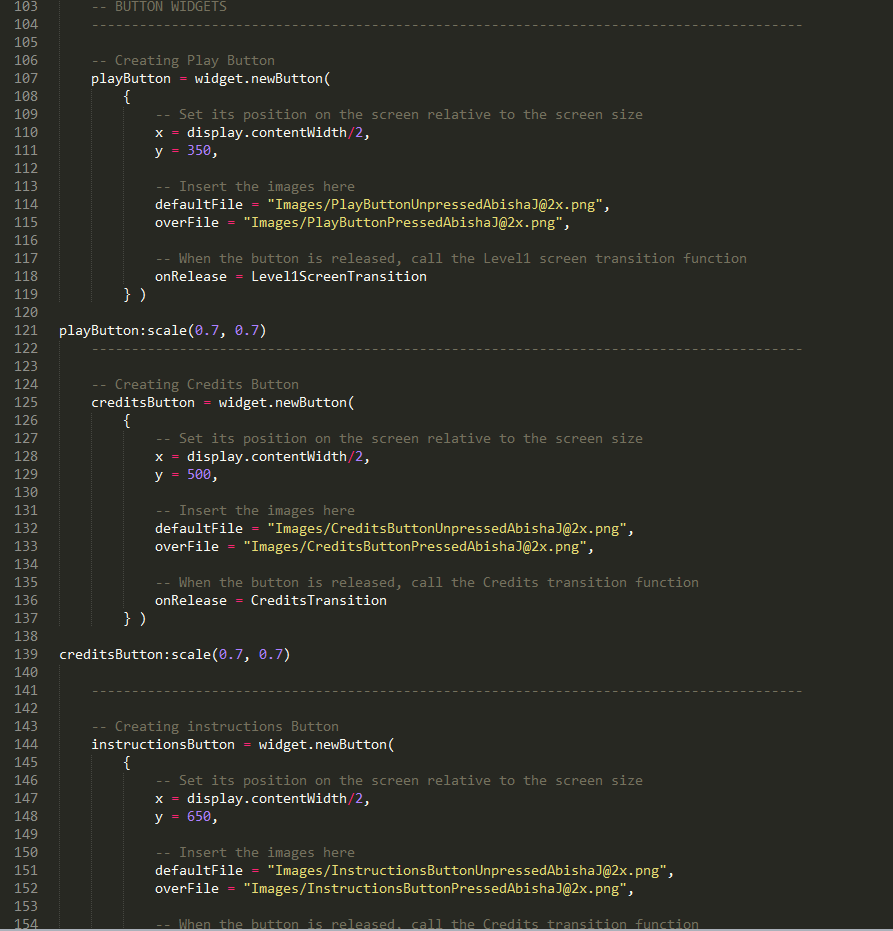 103 -- BUTTON WIDGETS
104 -----------------------------------------------------------------------------------------
105
106 -- Creating Play Button
107 playButton = widget.newButton(
108 {
109 -- Set its position on the screen relative to the screen size
110 x = display.contentWidth/2,
111 y = 350,
112
113 -- Insert the images here
114 defaultFile = "Images/PlayButtonUnpressedAbishaJ@2x.png",
115 overFile = "Images/PlayButtonPressedAbishaJ@2x.png",
116
117 -- When the button is released, call the Level1 screen transition function
118 onRelease = Level1ScreenTransition
119 } )
120
121 playButton:scale(0.7, 0.7)
122 -----------------------------------------------------------------------------------------
123
124 -- Creating Credits Button
125 creditsButton = widget.newButton(
126 {
127 -- Set its position on the screen relative to the screen size
128 x = display.contentWidth/2,
129 y = 500,
130
131 -- Insert the images here
132 defaultFile = "Images/CreditsButtonUnpressedAbishaJ@2x.png",
133 overFile = "Images/CreditsButtonPressedAbishaJ@2x.png",
134
135 -- When the button is released, call the Credits transition function
136 onRelease = CreditsTransition
137 } )
138
139 creditsButton:scale(0.7, 0.7)
140
141 -----------------------------------------------------------------------------------------
142
143 -- Creating instructions Button
144 instructionsButton = widget.newButton(
145 {
146 -- Set its position on the screen relative to the screen size
147 x = display.contentWidth/2,
148 y = 650,
149
150 -- Insert the images here
151 defaultFile = "Images/InstructionsButtonUnpressedAbishaJ@2x.png",
152 overFile = "Images/InstructionsButtonPressedAbishaJ@2x.png",
153
154 -- When the button is released, call the Credits transition function